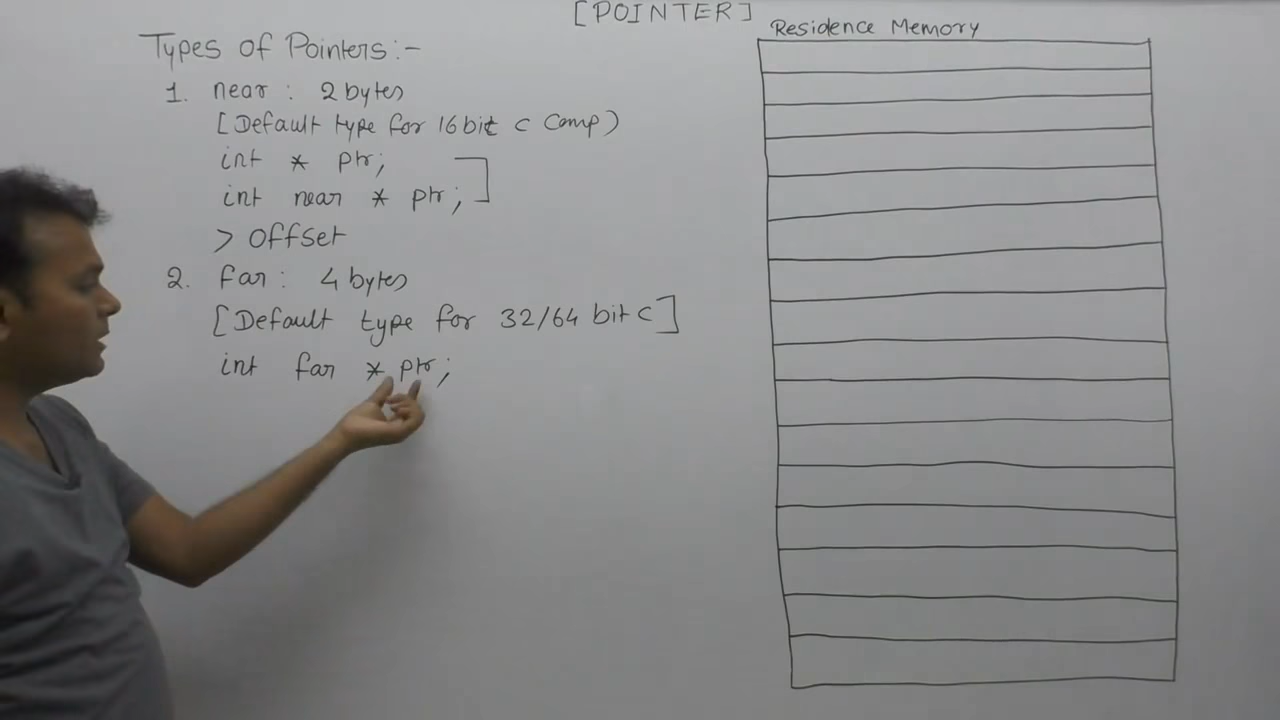 [POINTER]
Types of Pointers:-
1. near : 2 bytes
[Default type for 16 bit C Comp)
int * ptr;
int near * ptr;
> Offset
2. far : 4 bytes
[Default type for 32/64 bit C]
int far * ptr;
Residence Memory